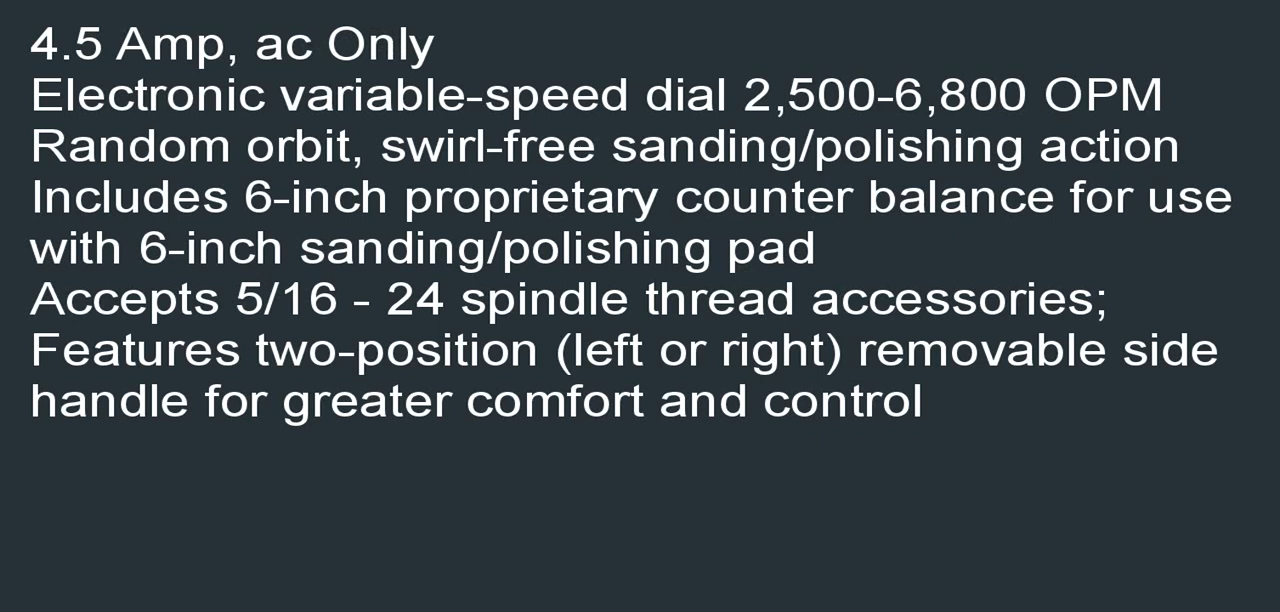 4.5 Amp, ac Only
Electronic variable-speed dial 2,500-6,800 OPM
Random orbit, swirl-free sanding/polishing action
Includes 6-inch proprietary counter balance for use
with 6-inch sanding/polishing pad
Accepts 5/16 - 24 spindle thread accessories;
Features two-position (left or right) removable side
handle for greater comfort and control